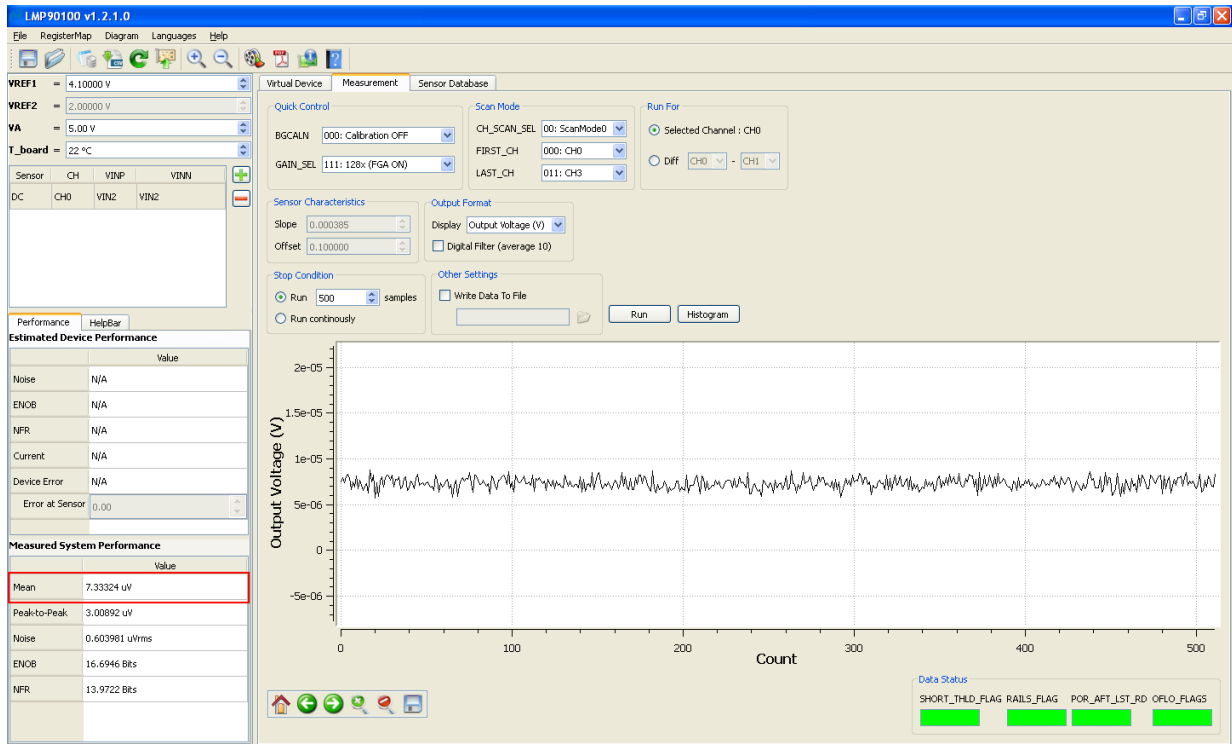 LMP90100 v1.2.1.0
File RegisterMap Diagram Languages Help
VREF1 = 4.10000 V
VREF2 = 2.00000 V
VA = 5.00 V
T_board = 22 °C
Sensor CH VINP VINN
DC CH0 VIN2 VIN2
Performance HelpBar
Estimated Device Performance
Value
Noise N/A
ENOB N/A
NFR N/A
Current N/A
Device Error N/A
Error at Sensor 0.00
Measured System Performance
Value
Mean 7.33324 uV
Peak-to-Peak 3.00892 uV
Noise 0.603981 uVrms
ENOB 16.6946 Bits
NFR 13.9722 Bits
Virtual Device Measurement Sensor Database
Quick Control
BGCALN 000: Calibration OFF
GAIN_SEL 111: 128x (FGA ON)
Scan Mode
CH_SCAN_SEL 00: ScanMode0
FIRST_CH 000: CH0
LAST_CH 011: CH3
Run For
Selected Channel : CH0
Diff CH0 - CH1
Sensor Characteristics
Slope 0.000385
Offset 0.100000
Output Format
Display Output Voltage (V)
Digital Filter (average 10)
Stop Condition
Run 500 samples
Run continously
Other Settings
Write Data To File
Run Histogram
Output Voltage (V)
2e-05
1.5e-05
1e-05
5e-06
0
-5e-06
0 100 200 300 400 500
Count
Data Status
SHORT_THLD_FLAG RAILS_FLAG POR_AFT_LST_RD OFLO_FLAGS